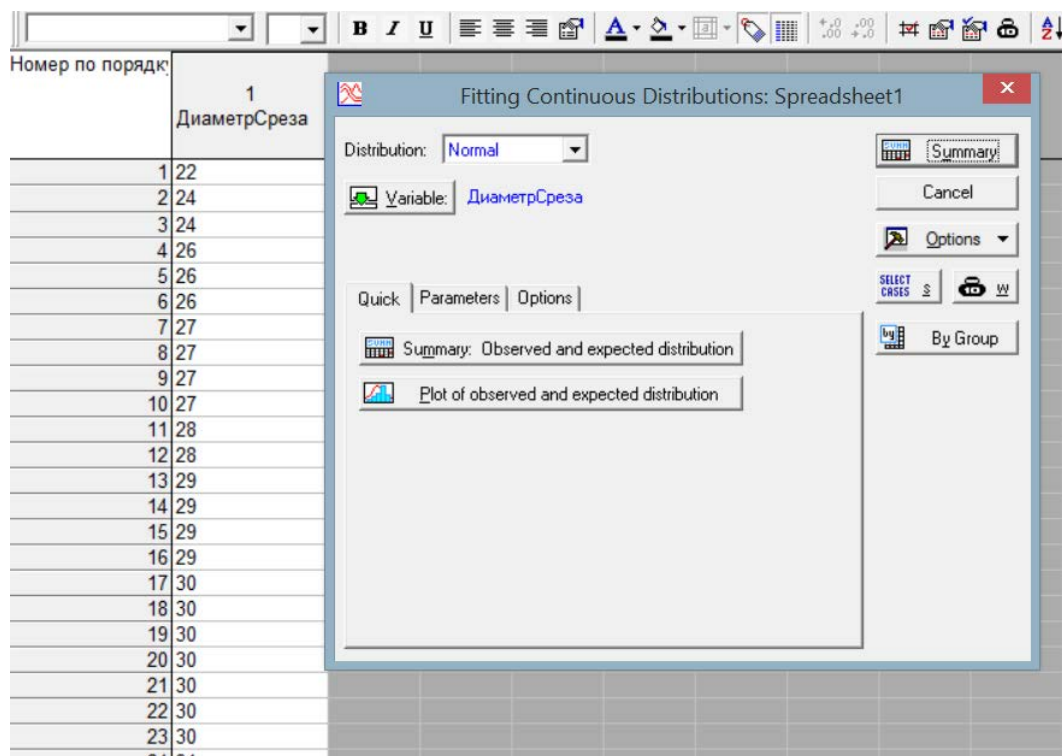 B I U A
Номер по порядк
1
ДиаметрСреза
1 22
2 24
3 24
4 26
5 26
6 26
7 27
8 27
9 27
10 27
11 28
12 28
13 29
14 29
15 29
16 29
17 30
18 30
19 30
20 30
21 30
22 30
23 30
Fitting Continuous Distributions: Spreadsheet1
Distribution: Normal
Variable: ДиаметрСреза
Quick Parameters Options
Summary: Observed and expected distribution
Plot of observed and expected distribution
Summary
Cancel
Options
SELECT CASES S W
By Group